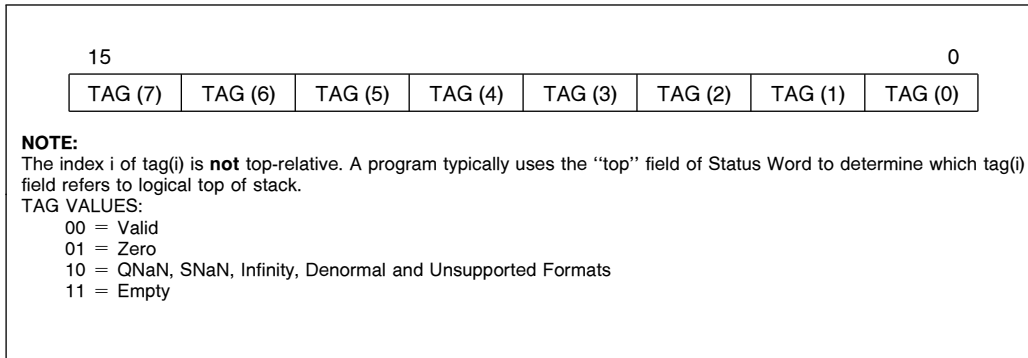 15 0
TAG (7) TAG (6) TAG (5) TAG (4) TAG (3) TAG (2) TAG (1) TAG (0)
NOTE:
The index i of tag(i) is not top-relative. A program typically uses the ‘‘top’’ field of Status Word to determine which tag(i)
field refers to logical top of stack.
TAG VALUES:
00 = Valid
01 = Zero
10 = QNaN, SNaN, Infinity, Denormal and Unsupported Formats
11 = Empty